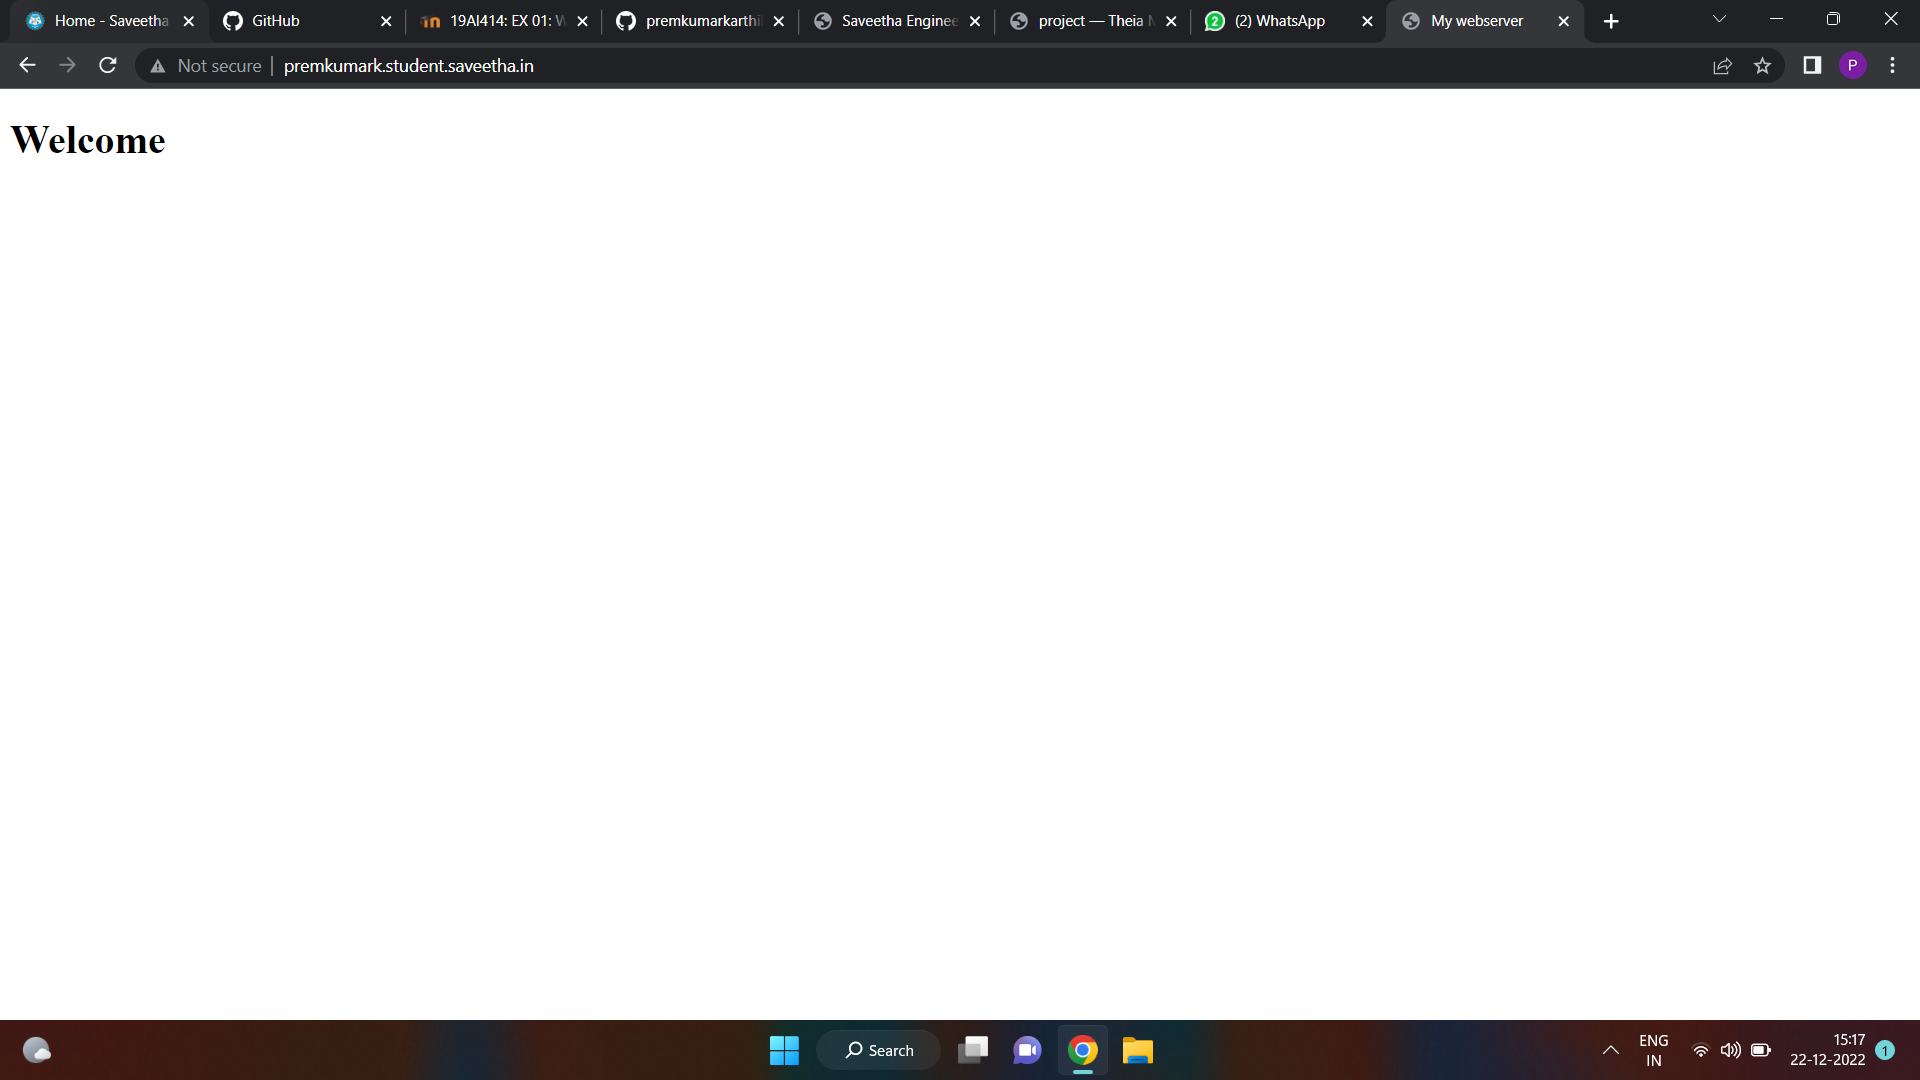 Home - Saveetha
GitHub
19AI414: EX 01: W
premkumarkarthi
Saveetha Enginee
project — Theia
(2) WhatsApp
My webserver
Not secure
premkumark.student.saveetha.in
P
Welcome
Search
ENG
IN
15:17
22-12-2022
1